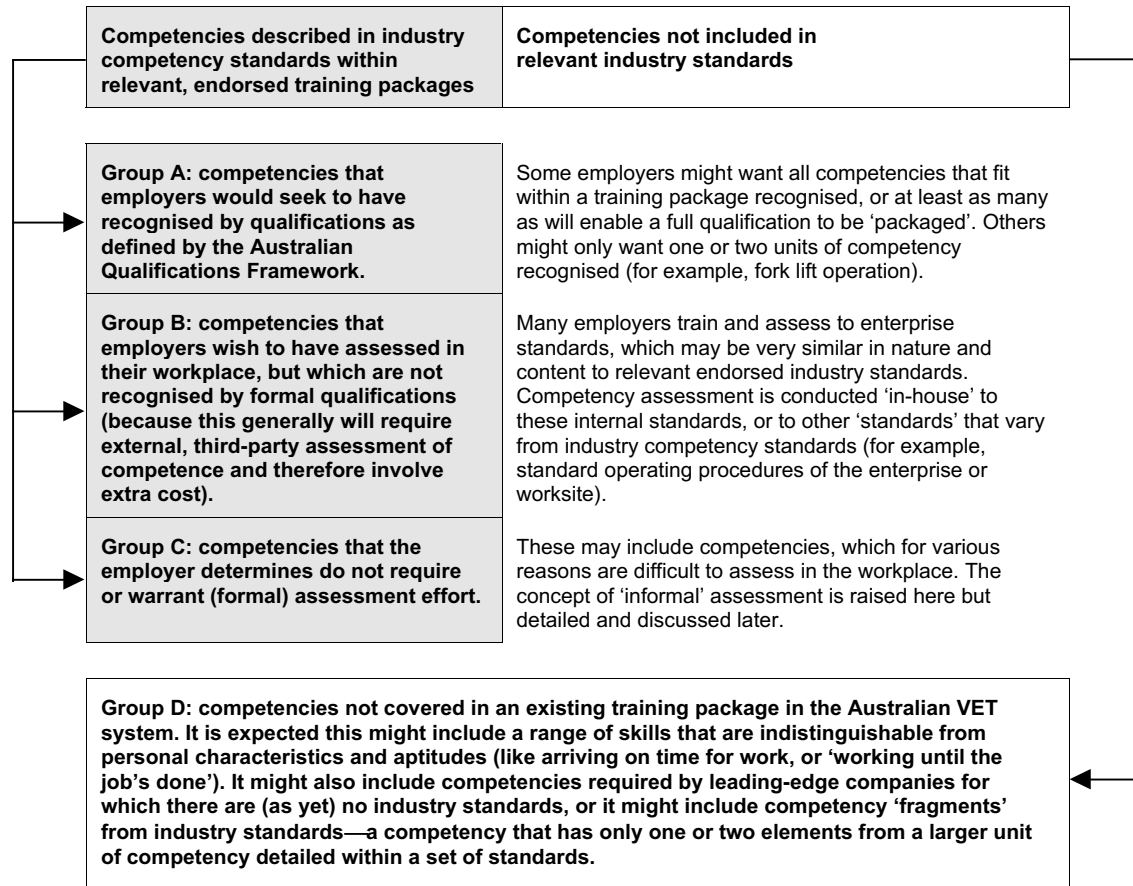 Competencies described in industry
competency standards within
relevant, endorsed training packages
Competencies not included in
relevant industry standards
Group A: competencies that
employers would seek to have
recognised by qualifications as
defined by the Australian
Qualifications Framework.
Some employers might want all competencies that fit
within a training package recognised, or at least as many
as will enable a full qualification to be ‘packaged’. Others
might only want one or two units of competency
recognised (for example, fork lift operation).
Group B: competencies that
employers wish to have assessed in
their workplace, but which are not
recognised by formal qualifications
(because this generally will require
external, third-party assessment of
competence and therefore involve
extra cost).
Many employers train and assess to enterprise
standards, which may be very similar in nature and
content to relevant endorsed industry standards.
Competency assessment is conducted ‘in-house’ to
these internal standards, or to other ‘standards’ that vary
from industry competency standards (for example,
standard operating procedures of the enterprise or
worksite).
Group C: competencies that the
employer determines do not require
or warrant (formal) assessment effort.
These may include competencies, which for various
reasons are difficult to assess in the workplace. The
concept of ‘informal’ assessment is raised here but
detailed and discussed later.
Group D: competencies not covered in an existing training package in the Australian VET
system. It is expected this might include a range of skills that are indistinguishable from
personal characteristics and aptitudes (like arriving on time for work, or ‘working until the
job’s done’). It might also include competencies required by leading-edge companies for
which there are (as yet) no industry standards, or it might include competency ‘fragments’
from industry standards—a competency that has only one or two elements from a larger unit
of competency detailed within a set of standards.